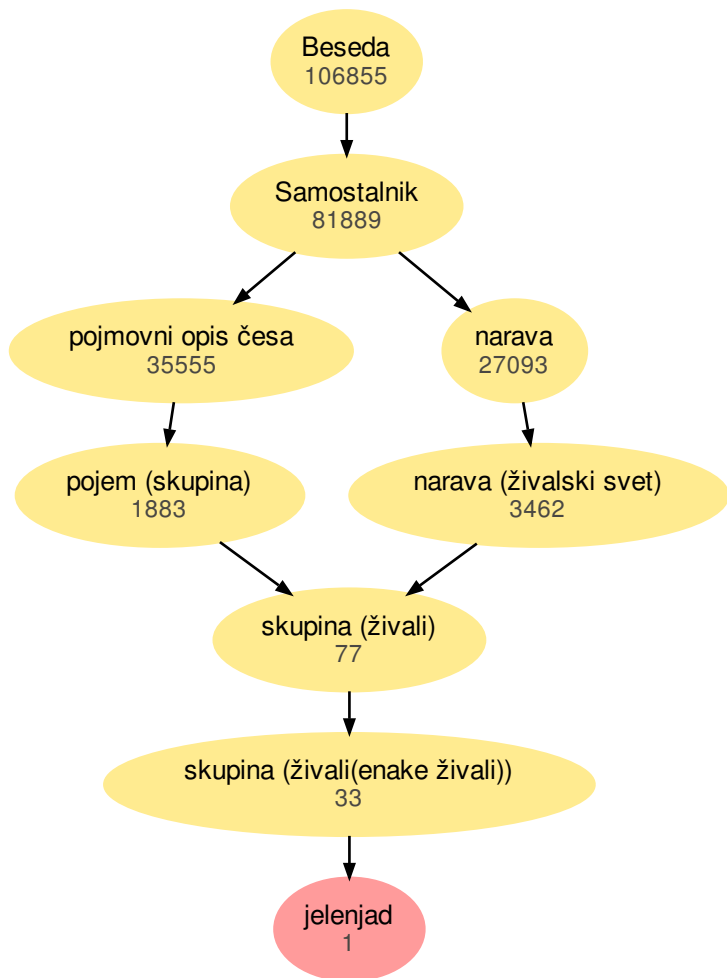 Beseda
106855
Samostalnik
81889
pojmovni opis česa
35555
narava
27093
pojem (skupina)
1883
narava (živalski svet)
3462
skupina (živali)
77
skupina (živali(enake živali))
33
jelenjad
1